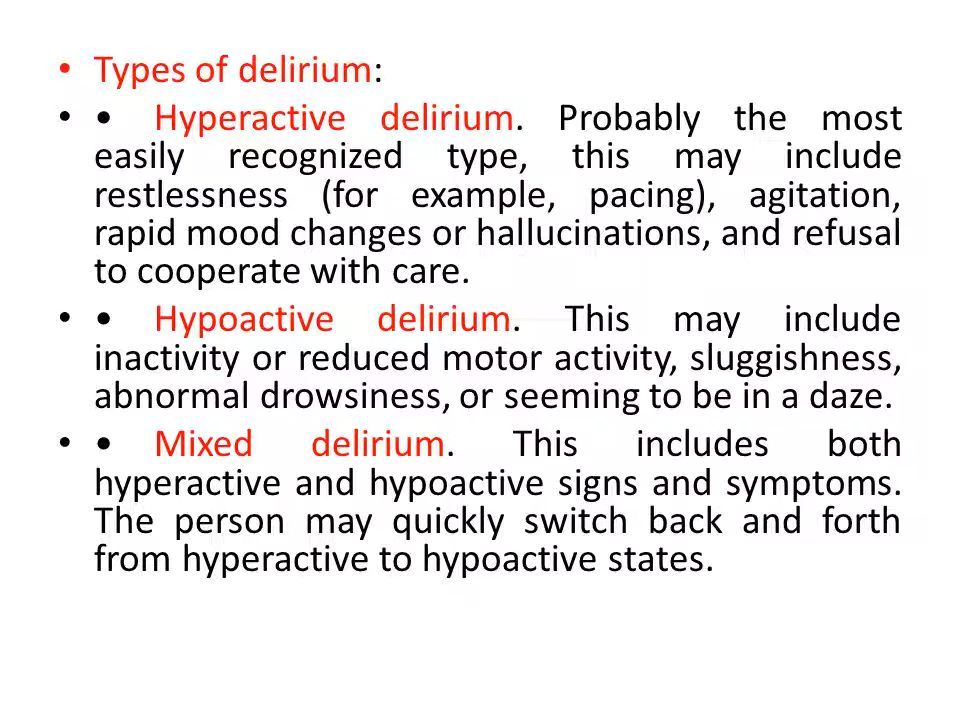 • Types of delirium:
• • Hyperactive delirium. Probably the most
easily recognized type, this may include
restlessness (for example, pacing), agitation,
rapid mood changes or hallucinations, and refusal
to cooperate with care.
• • Hypoactive delirium. This may include
inactivity or reduced motor activity, sluggishness,
abnormal drowsiness, or seeming to be in a daze.
• • Mixed delirium. This includes both
hyperactive and hypoactive signs and symptoms.
The person may quickly switch back and forth
from hyperactive to hypoactive states.